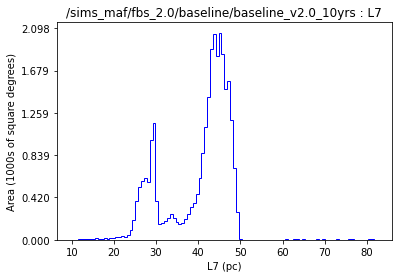 /sims_maf/fbs_2.0/baseline/baseline_v2.0_10yrs : L7
2.098
1.679
1.259
0.839
0.420
0.000
Area (1000s of square degrees)
10 20 30 40 50 60 70 80
L7 (pc)